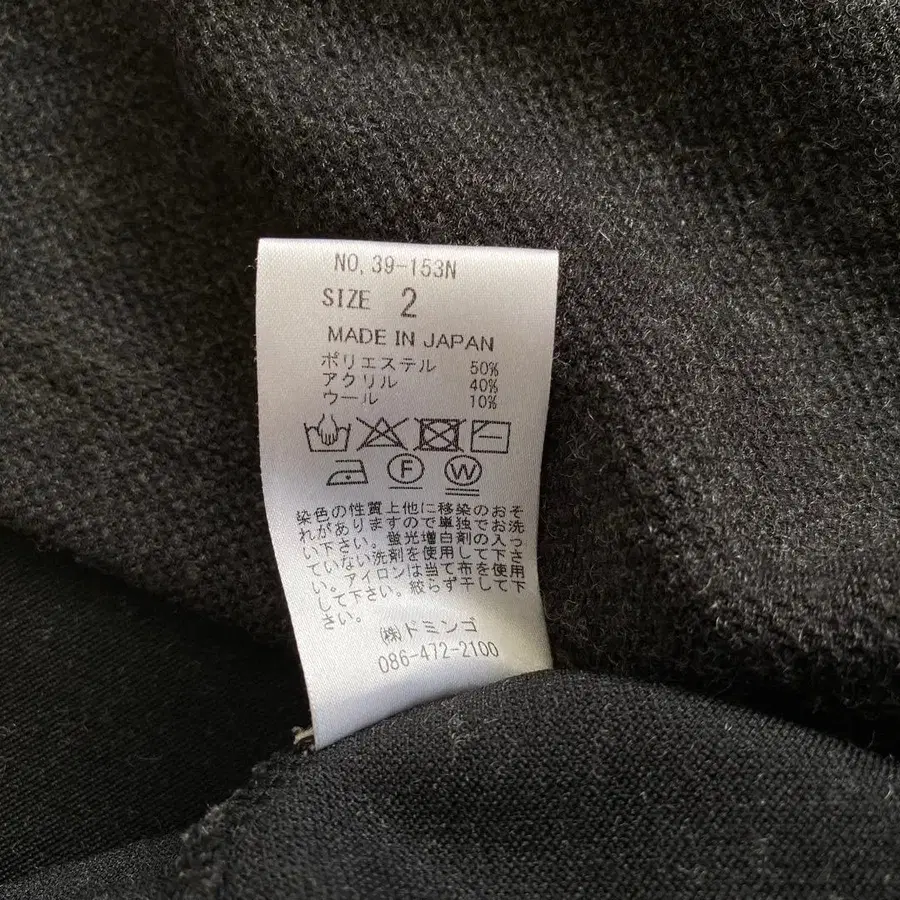 NO, 39-153N
SIZE 2
MADE IN JAPAN
ポリエステル 50%
アクリル 40%
ウール 10%
F W
染色の性質上他に移染のおそ
れがありますので単独でお洗
い下さい。蛍光増白剤の入っ
ていない洗剤を使用して下さ
い。アイロンは当て布を使用
して下さい。絞らず干して下
さい。
㈱ドミンゴ
086-472-2100